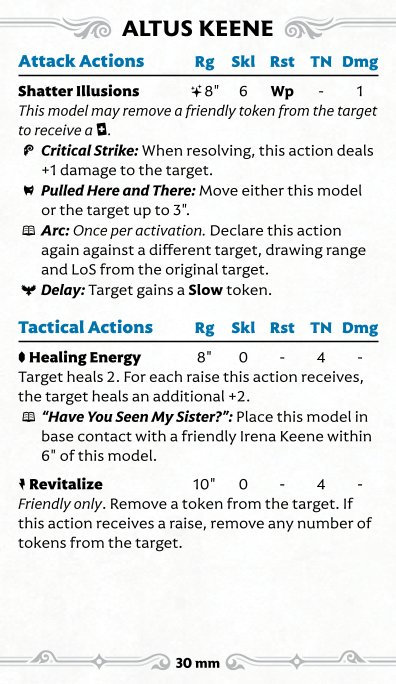 ALTUS KEENE
Attack Actions Rg Skl Rst TN Dmg
Shatter Illusions 8" 6 Wp - 1
This model may remove a friendly token from the target
to receive a .
Critical Strike: When resolving, this action deals
+1 damage to the target.
Pulled Here and There: Move either this model
or the target up to 3".
Arc: Once per activation. Declare this action
again against a different target, drawing range
and LoS from the original target.
Delay: Target gains a Slow token.
Tactical Actions Rg Skl Rst TN Dmg
Healing Energy 8" 0 - 4 -
Target heals 2. For each raise this action receives,
the target heals an additional +2.
"Have You Seen My Sister?": Place this model in
base contact with a friendly Irena Keene within
6" of this model.
Revitalize 10" 0 - 4 -
Friendly only. Remove a token from the target. If
this action receives a raise, remove any number of
tokens from the target.
30 mm